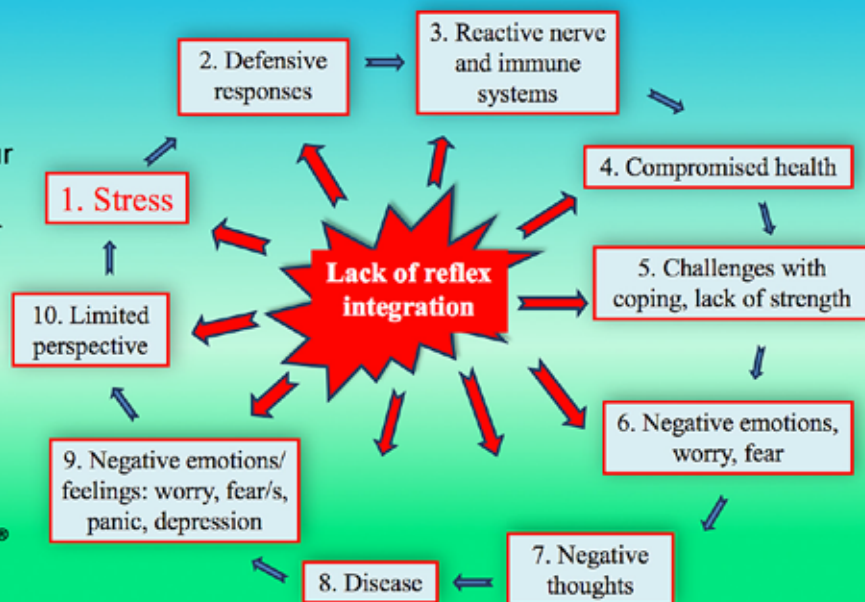 1. Stress
2. Defensive
responses
3. Reactive nerve
and immune
systems
4. Compromised health
5. Challenges with
coping, lack of strength
6. Negative emotions,
worry, fear
7. Negative
thoughts
8. Disease
9. Negative emotions/
feelings: worry, fear/s,
panic, depression
10. Limited
perspective
Lack of reflex
integration
®